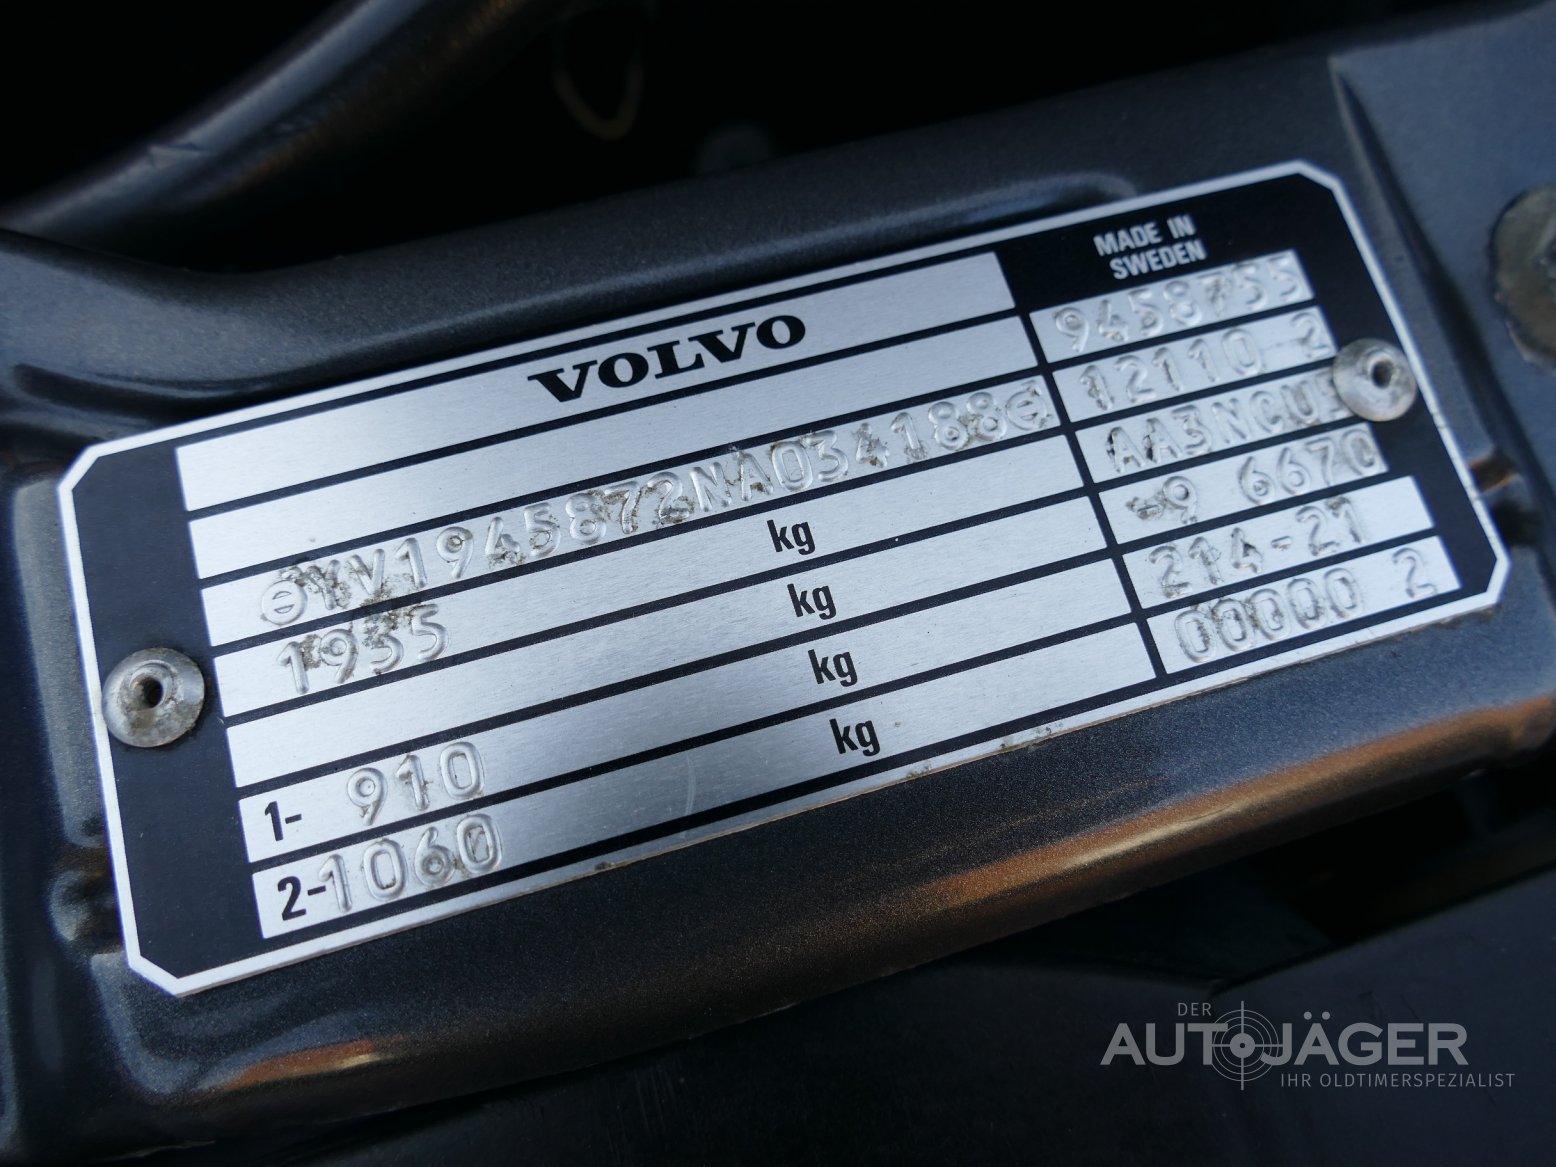 VOLVO
MADE IN
SWEDEN
9458755
YV1945872NA034188
12110 2
1935 kg
kg
-9 6670
1- 910 kg
214-21
2- 1060 kg
00000 2
DER
AUTOJÄGER
IHR OLDTIMERSPEZIALIST